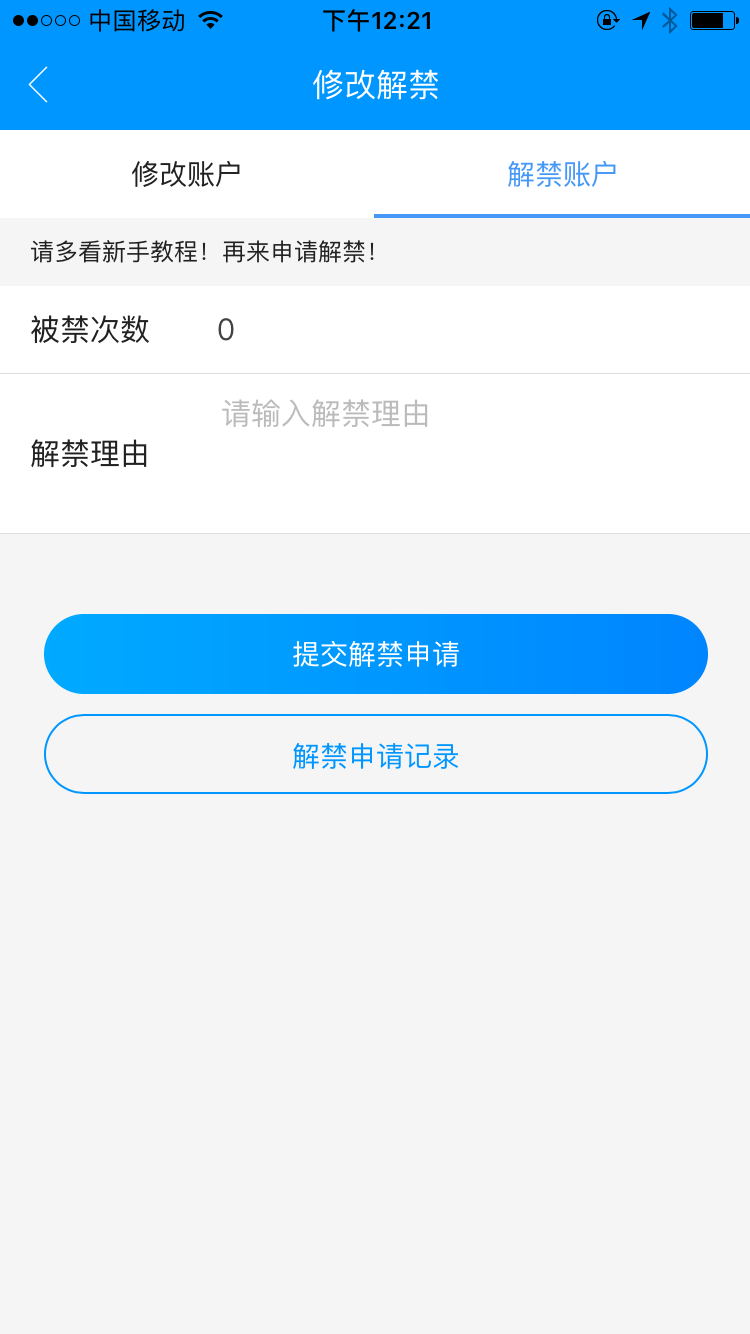 中国移动 下午12:21
修改解禁
修改账户 解禁账户
请多看新手教程！再来申请解禁！
被禁次数 0
请输入解禁理由
解禁理由
提交解禁申请
解禁申请记录